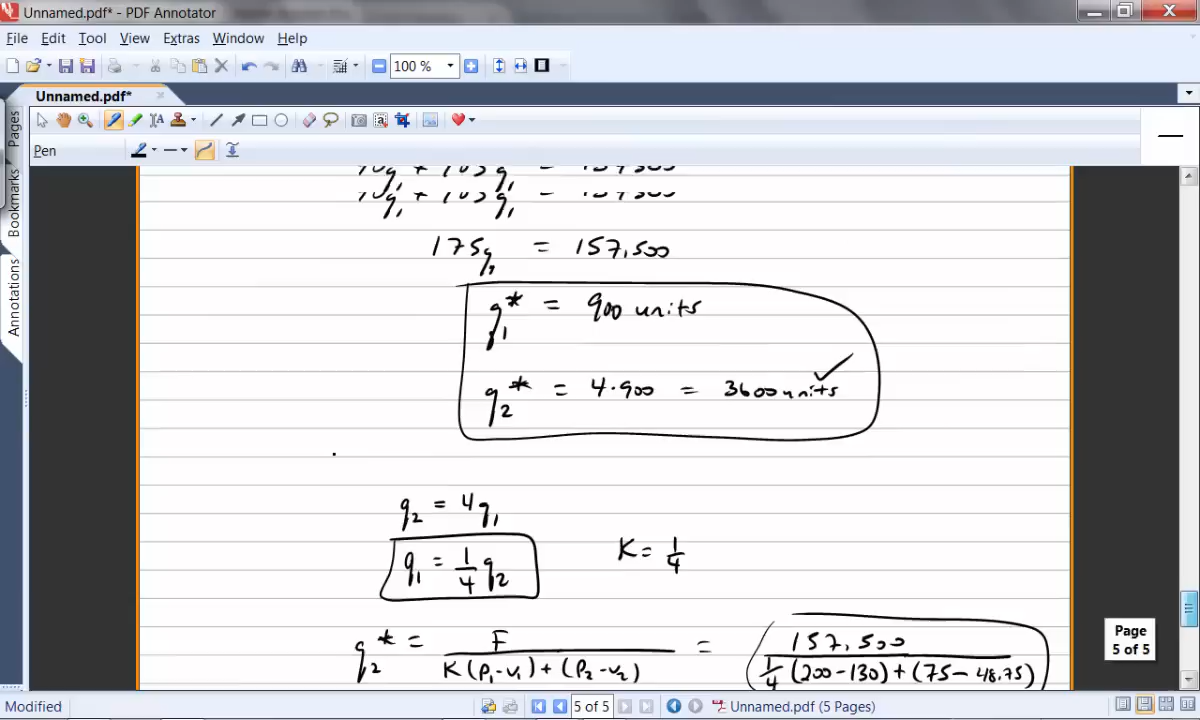 Unnamed.pdf* - PDF Annotator
File Edit Tool View Extras Window Help
100 %
Unnamed.pdf*
Pen
Pages
Bookmarks
Annotations
175q₁ = 157,500
q₁* = 900 units
q₂* = 4·900 = 3600 units ✓
q₂ = 4q₁
q₁ = 1/4 q₂ K = 1/4
q₂* = F / K(P₁-v₁) + (P₂-v₂) = 157,500 / 1/4 (200-130) + (75-48.75)
Page
5 of 5
Modified
5 of 5
Unnamed.pdf (5 Pages)